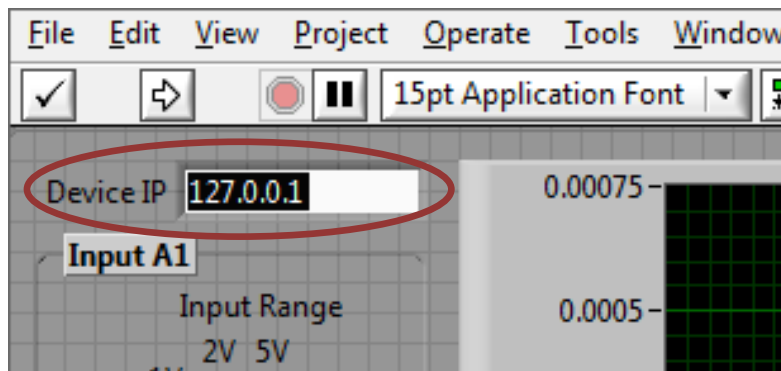 File Edit View Project Operate Tools Window
15pt Application Font
Device IP 127.0.0.1
0.00075
Input A1
Input Range
0.0005
2V 5V
1V